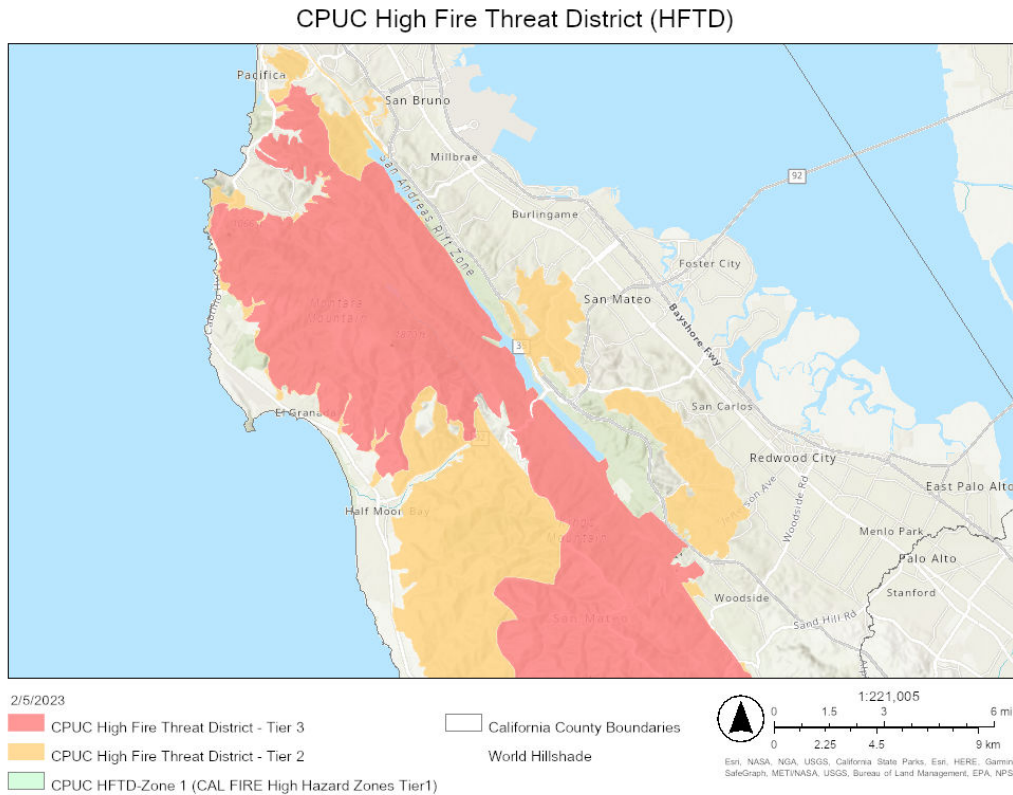 CPUC High Fire Threat District (HFTD)
Pacifica
San Bruno
Millbrae
San Andreas Rift Zone
92
Burlingame
Foster City
San Mateo
Bayshore Fwy
Montara
Mountain
Cabrillo
El Granada
San Carlos
Redwood City
East Palo Alto
Jefferson Ave
Woodside Rd
Half Moon Bay
Menlo Park
Palo Alto
Stanford
Mountain
Woodside
Sand Hill Rd
San Mateo
2/5/2023
CPUC High Fire Threat District - Tier 3
CPUC High Fire Threat District - Tier 2
CPUC HFTD-Zone 1 (CAL FIRE High Hazard Zones Tier1)
California County Boundaries
World Hillshade
1:221,005
0 1.5 3 6 mi
0 2.25 4.5 9 km
Esri, NASA, NGA, USGS, California State Parks, Esri, HERE, Garmin,
SafeGraph, METI/NASA, USGS, Bureau of Land Management, EPA, NPS